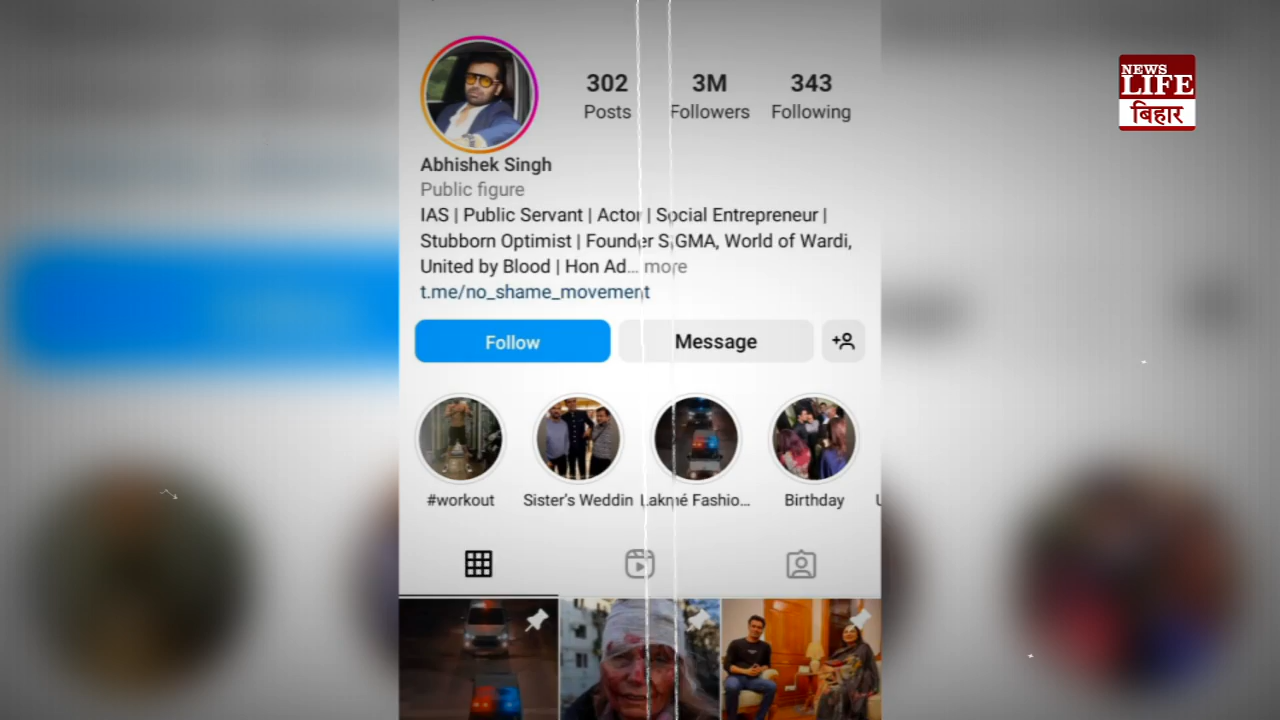 NEWS
LIFE
बिहार
302
3M
343
Posts
Followers
Following
Abhishek Singh
Public figure
IAS | Public Servant | Actor | Social Entrepreneur |
Stubborn Optimist | Founder SIGMA, World of Wardi,
United by Blood | Hon Ad... more
t.me/no_shame_movement
Follow
Message
#workout
Sister's Weddin
Lakmé Fashio...
Birthday